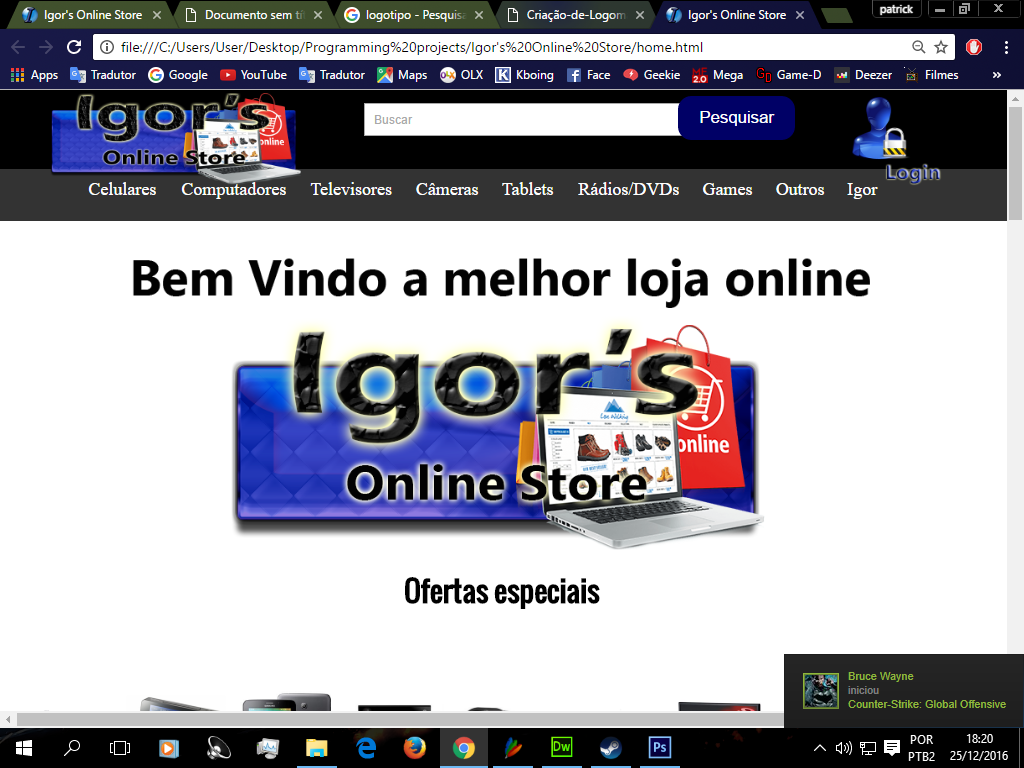 Igor's Online Store
Documento sem tí
logotipo - Pesquisa
Criação-de-Logom
Igor's Online Store
patrick
file:///C:/Users/User/Desktop/Programming%20projects/Igor's%20Online%20Store/home.html
Apps Tradutor Google YouTube Tradutor Maps OLX Kboing Face Geekie Mega Game-D Deezer Filmes »
Igor's
Online Store
online
Buscar
Pesquisar
Login
Celulares Computadores Televisores Câmeras Tablets Rádios/DVDs Games Outros Igor
Bem Vindo a melhor loja online
Igor's
online
Online Store
Ofertas especiais
Bruce Wayne
iniciou
Counter-Strike: Global Offensive
Dw
Ps
POR
PTB2
18:20
25/12/2016